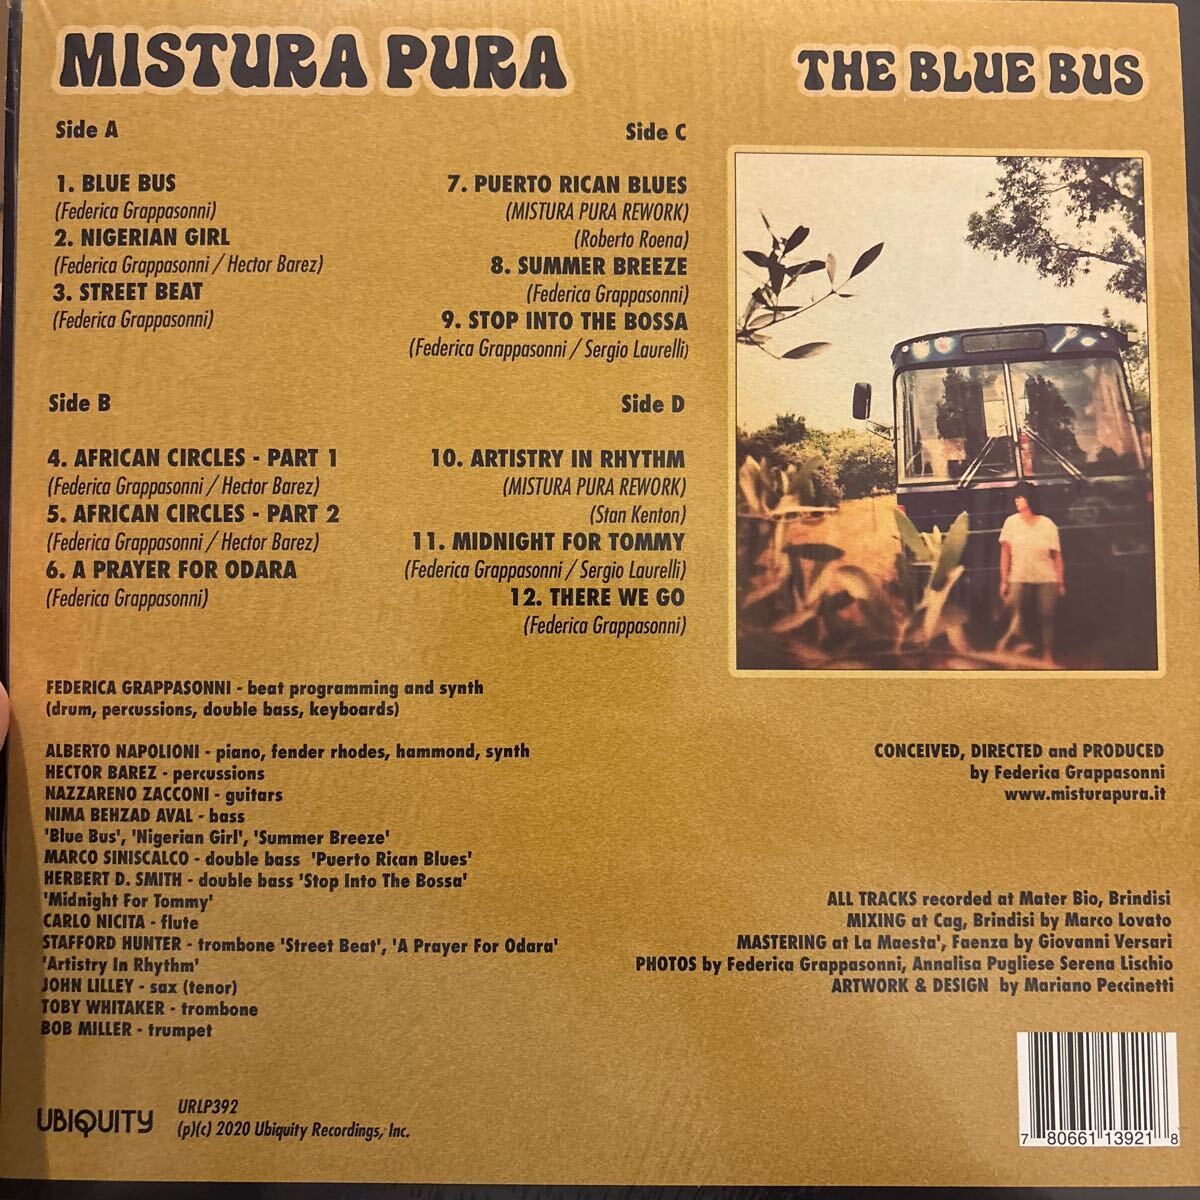 MISTURA PURA
THE BLUE BUS
Side A
1. BLUE BUS
(Federica Grappasonni)
2. NIGERIAN GIRL
(Federica Grappasonni / Hector Barez)
3. STREET BEAT
(Federica Grappasonni)
Side B
4. AFRICAN CIRCLES - PART 1
(Federica Grappasonni / Hector Barez)
5. AFRICAN CIRCLES - PART 2
(Federica Grappasonni / Hector Barez)
6. A PRAYER FOR ODARA
(Federica Grappasonni)
Side C
7. PUERTO RICAN BLUES
(MISTURA PURA REWORK)
(Roberto Roena)
8. SUMMER BREEZE
(Federica Grappasonni)
9. STOP INTO THE BOSSA
(Federica Grappasonni / Sergio Laurelli)
Side D
10. ARTISTRY IN RHYTHM
(MISTURA PURA REWORK)
(Stan Kenton)
11. MIDNIGHT FOR TOMMY
(Federica Grappasonni / Sergio Laurelli)
12. THERE WE GO
(Federica Grappasonni)
FEDERICA GRAPPASONNI - beat programming and synth
(drum, percussions, double bass, keyboards)
ALBERTO NAPOLIONI - piano, fender rhodes, hammond, synth
HECTOR BAREZ - percussions
NAZZARENO ZACCONI - guitars
NIMA BEHZAD AVAL - bass
'Blue Bus', 'Nigerian Girl', 'Summer Breeze'
MARCO SINISCALCO - double bass 'Puerto Rican Blues'
HERBERT D. SMITH - double bass 'Stop Into The Bossa'
'Midnight For Tommy'
CARLO NICITA - flute
STAFFORD HUNTER - trombone 'Street Beat', 'A Prayer For Odara'
'Artistry In Rhythm'
JOHN LILLEY - sax (tenor)
TOBY WHITAKER - trombone
BOB MILLER - trumpet
CONCEIVED, DIRECTED and PRODUCED
by Federica Grappasonni
www.misturapura.it
ALL TRACKS recorded at Mater Bio, Brindisi
MIXING at Cag, Brindisi by Marco Lovato
MASTERING at La Maesta', Faenza by Giovanni Versari
PHOTOS by Federica Grappasonni, Annalisa Pugliese Serena Lischio
ARTWORK & DESIGN by Mariano Peccinetti
UBIQUITY
URLP392
(p)(c) 2020 Ubiquity Recordings, Inc.
7 80661 13921 8